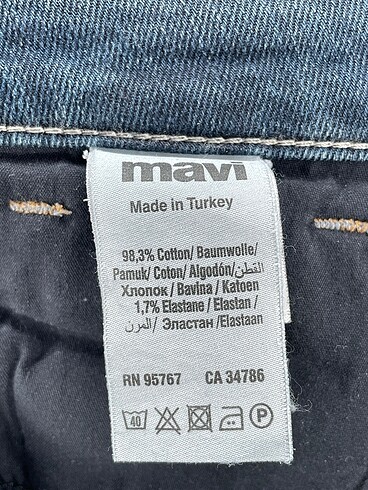 mavi
Made in Turkey
98,3% Cotton/ Baumwolle/
Pamuk/ Coton/ Algodón/القطن/
Хлопок / Bavlna / Katoen
1,7% Elastane / Elastan /
المرن/ Эластан /Elastaan
RN 95767 CA 34786
40 P